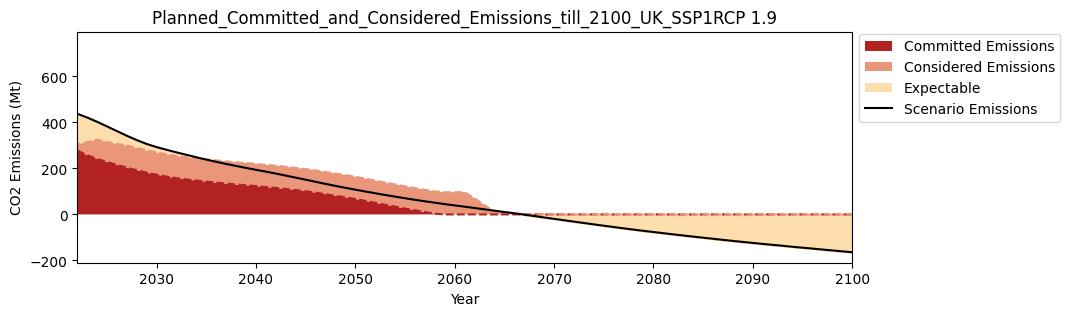 Planned_Committed_and_Considered_Emissions_till_2100_UK_SSP1RCP 1.9
Committed Emissions
Considered Emissions
Expectable
Scenario Emissions
CO2 Emissions (Mt)
600
400
200
0
−200
2030 2040 2050 2060 2070 2080 2090 2100
Year